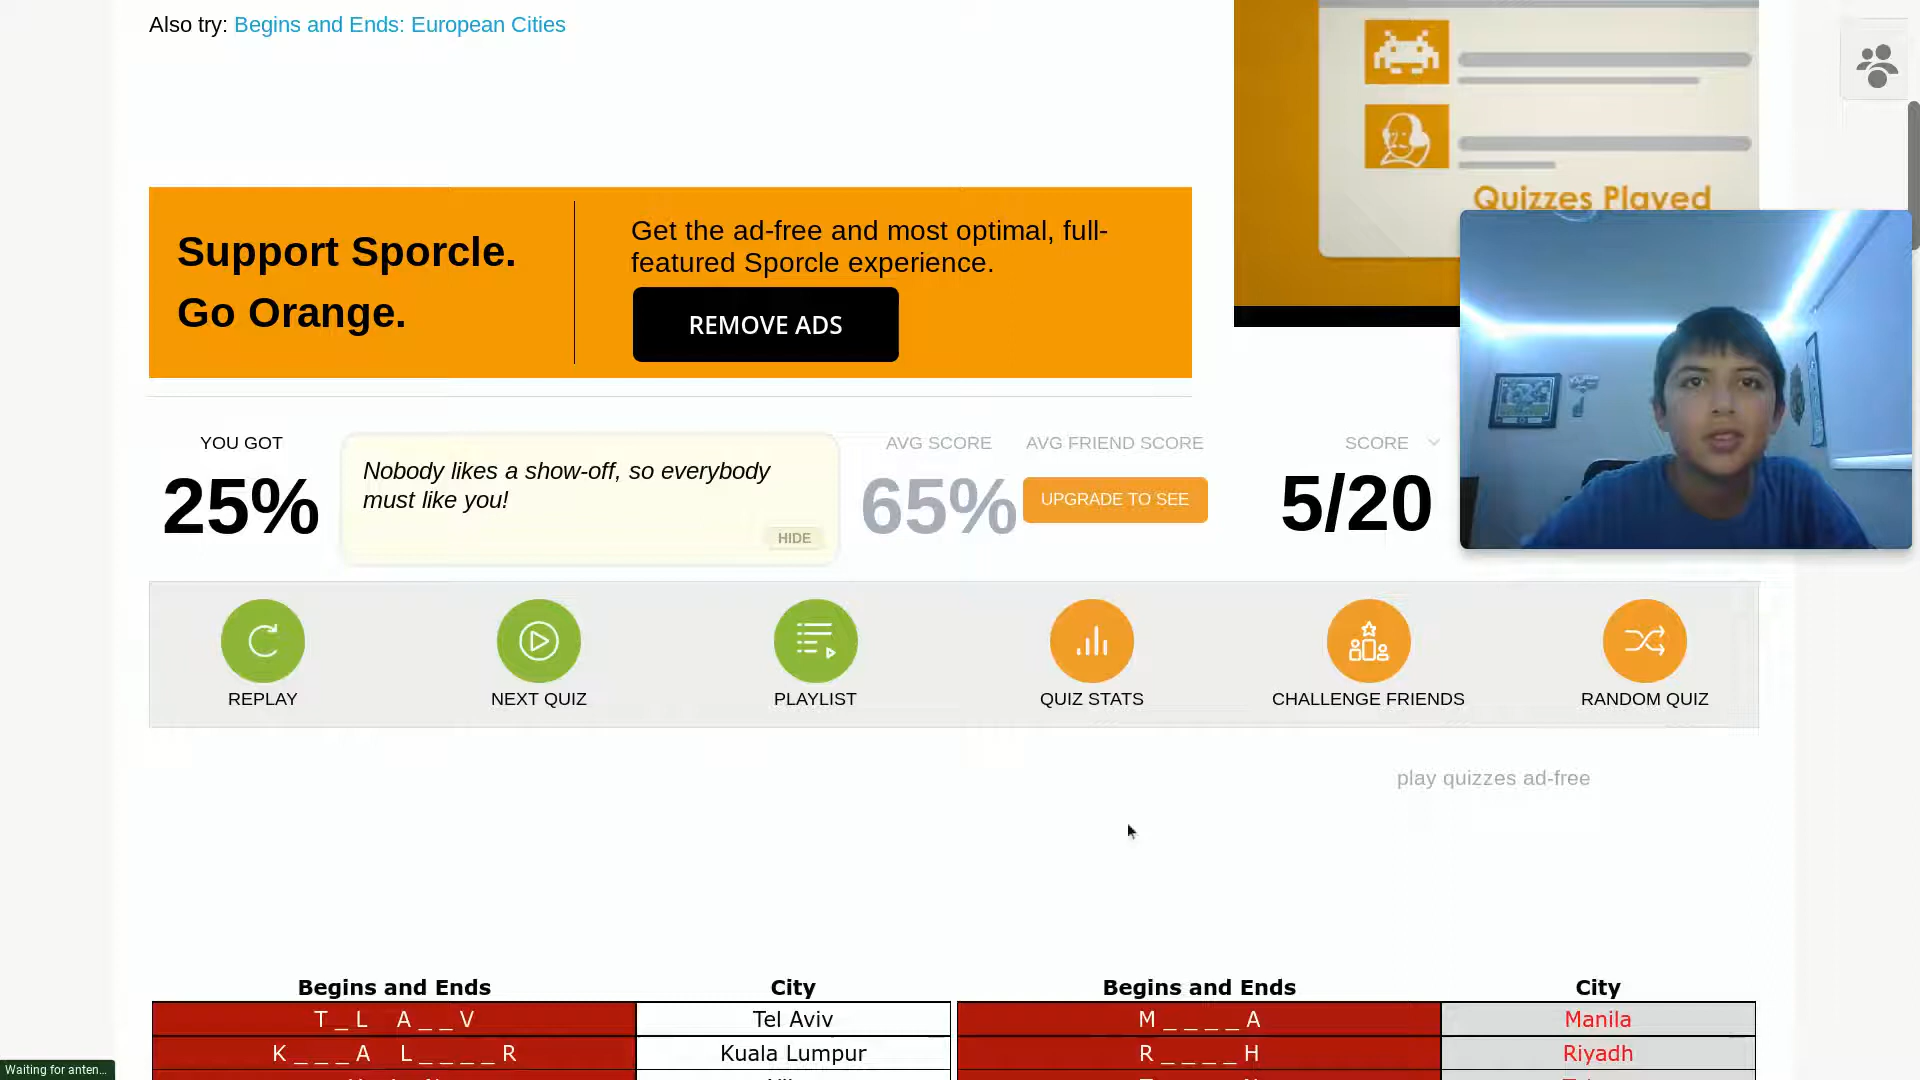 Also try: Begins and Ends: European Cities
Quizzes Played
Support Sporcle.
Go Orange.
Get the ad-free and most optimal, full-
featured Sporcle experience.
REMOVE ADS
YOU GOT
25%
Nobody likes a show-off, so everybody
must like you!
HIDE
AVG SCORE
65%
AVG FRIEND SCORE
UPGRADE TO SEE
SCORE
5/20
REPLAY
NEXT QUIZ
PLAYLIST
QUIZ STATS
CHALLENGE FRIENDS
RANDOM QUIZ
play quizzes ad-free
Begins and Ends City Begins and Ends City
T _ L A _ _ V Tel Aviv M _ _ _ _ A Manila
K _ _ _ A L _ _ _ _ R Kuala Lumpur R _ _ _ _ H Riyadh
Waiting for anten...